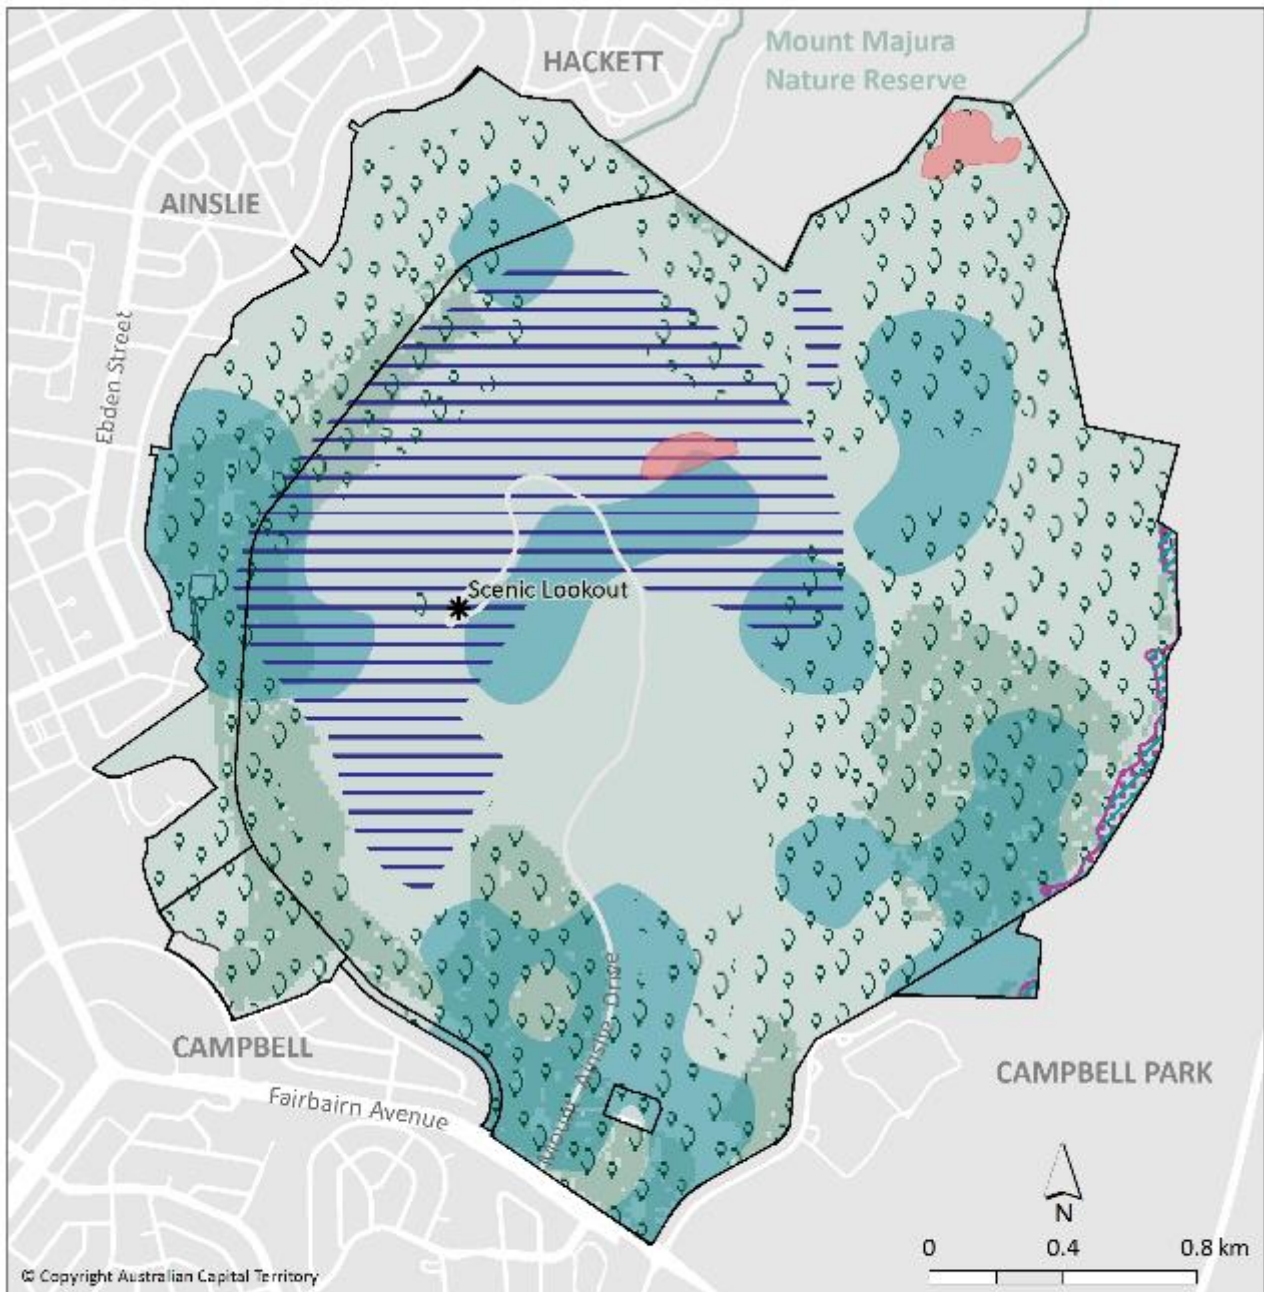 HACKETT
Mount Majura
Nature Reserve
AINSLIE
Ebden Street
Scenic Lookout
Mount Ainslie Drive
CAMPBELL
Fairbairn Avenue
CAMPBELL PARK
N
0 0.4 0.8 km
© Copyright Australian Capital Territory